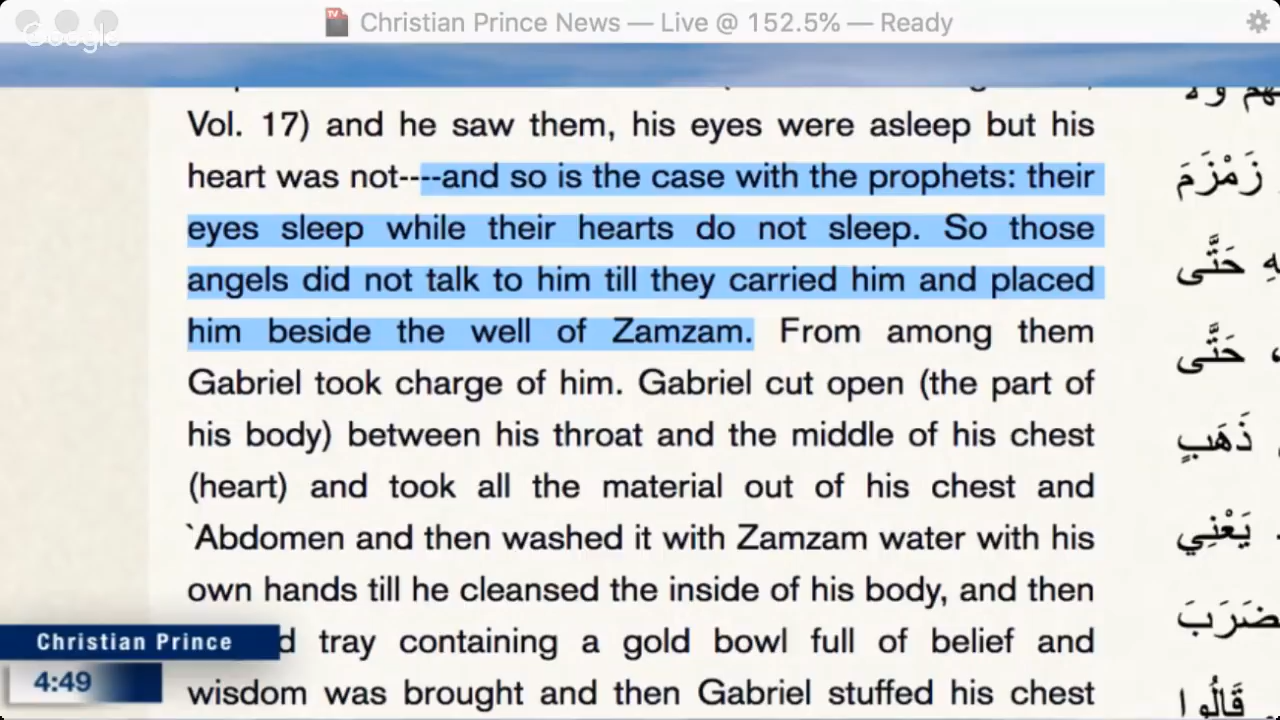 Christian Prince News — Live @ 152.5% — Ready
Google
Vol. 17) and he saw them, his eyes were asleep but his
heart was not----and so is the case with the prophets: their
eyes sleep while their hearts do not sleep. So those
angels did not talk to him till they carried him and placed
him beside the well of Zamzam. From among them
Gabriel took charge of him. Gabriel cut open (the part of
his body) between his throat and the middle of his chest
(heart) and took all the material out of his chest and
`Abdomen and then washed it with Zamzam water with his
own hands till he cleansed the inside of his body, and then
tray containing a gold bowl full of belief and
wisdom was brought and then Gabriel stuffed his chest
زَمْزَمَ
حَتَّى
حَتَّى
ذَهَبٍ
يَعْنِي
قَالُوا
Christian Prince
4:49